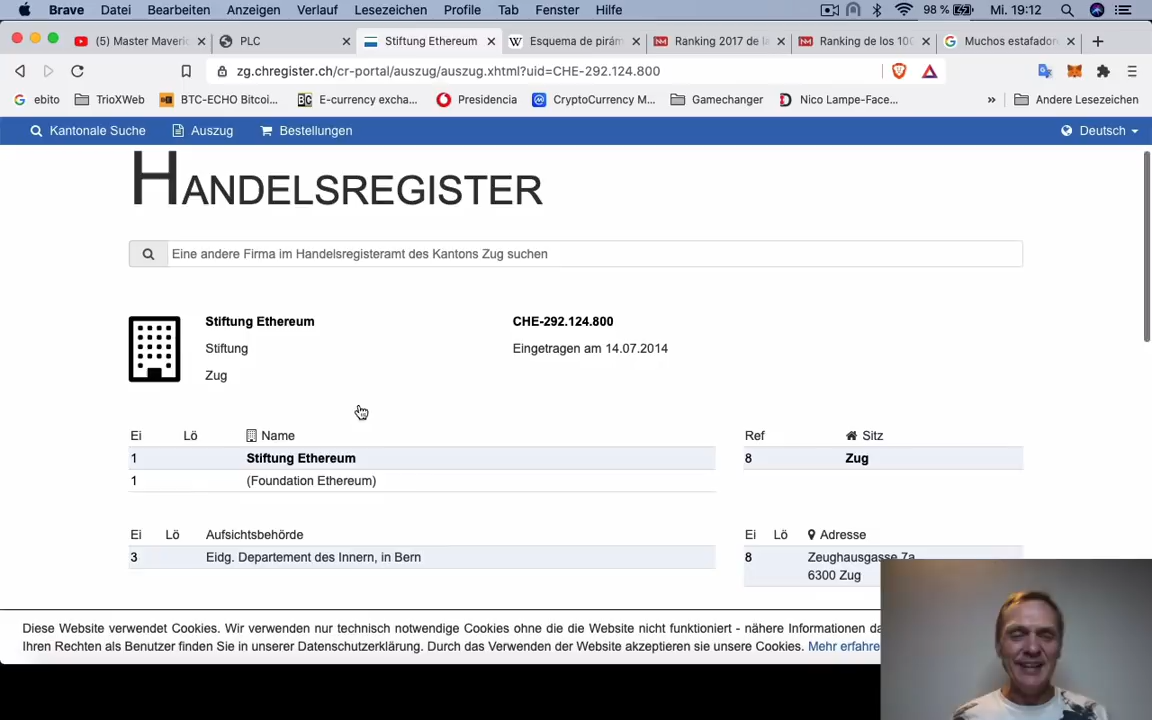 Brave Datei Bearbeiten Anzeigen Verlauf Lesezeichen Profile Tab Fenster Hilfe 98 % Mi. 19:12
(5) Master Maveri
PLC
Stiftung Ethereum
Esquema de pirám
Ranking 2017 de la
Ranking de los 100
Muchos estafador
zg.chregister.ch/cr-portal/auszug/auszug.xhtml?uid=CHE-292.124.800
ebito TrioXWeb BTC-ECHO Bitcoi... E-currency excha... Presidencia CryptoCurrency M... Gamechanger Nico Lampe-Face... » Andere Lesezeichen
Kantonale Suche Auszug Bestellungen Deutsch
HANDELSREGISTER
Eine andere Firma im Handelsregisteramt des Kantons Zug suchen
Stiftung Ethereum CHE-292.124.800
Stiftung Eingetragen am 14.07.2014
Zug
Ei Lö Name Ref Sitz
1 Stiftung Ethereum 8 Zug
1 (Foundation Ethereum)
Ei Lö Aufsichtsbehörde Ei Lö Adresse
3 Eidg. Departement des Innern, in Bern 8 Zeughausgasse 7a
6300 Zug
Diese Website verwendet Cookies. Wir verwenden nur technisch notwendige Cookies ohne die die Website nicht funktioniert - nähere Informationen
Ihren Rechten als Benutzer finden Sie in unserer Datenschutzerklärung. Durch das Verwenden der Website akzeptieren sie unsere Cookies. Mehr erfahre